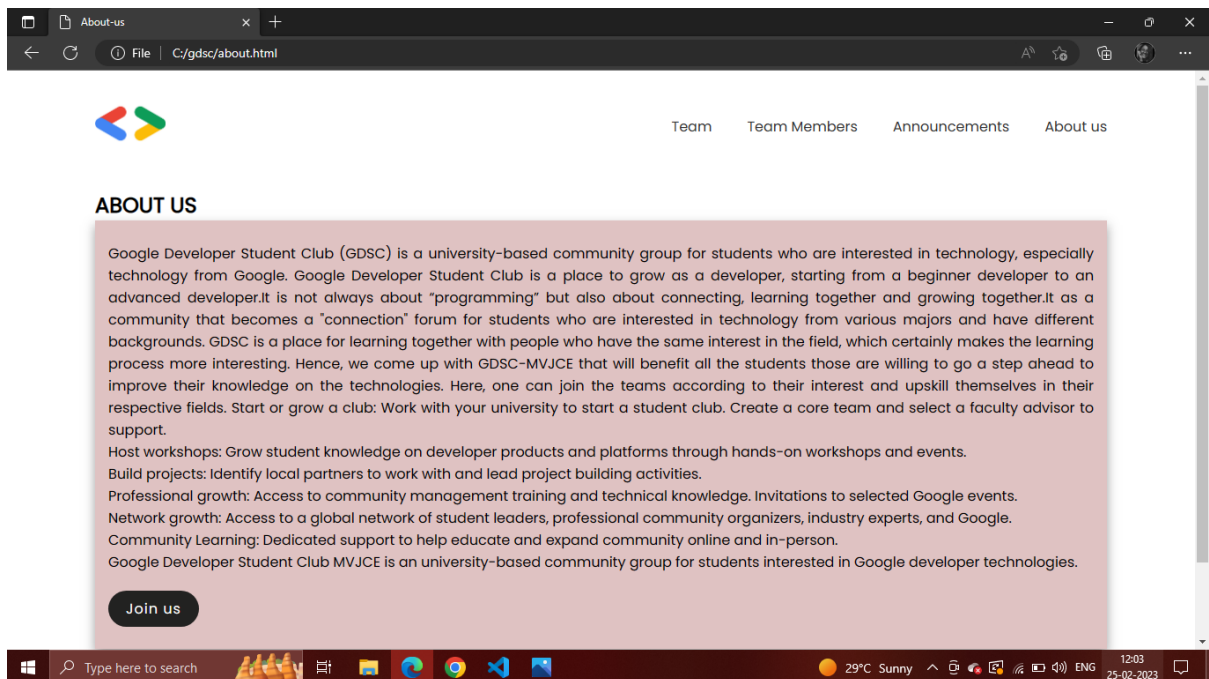 About-us
File C:/gdsc/about.html
Team Team Members Announcements About us
ABOUT US
Google Developer Student Club (GDSC) is a university-based community group for students who are interested in technology, especially
technology from Google. Google Developer Student Club is a place to grow as a developer, starting from a beginner developer to an
advanced developer.It is not always about “programming” but also about connecting, learning together and growing together.It as a
community that becomes a "connection" forum for students who are interested in technology from various majors and have different
backgrounds. GDSC is a place for learning together with people who have the same interest in the field, which certainly makes the learning
process more interesting. Hence, we come up with GDSC-MVJCE that will benefit all the students those are willing to go a step ahead to
improve their knowledge on the technologies. Here, one can join the teams according to their interest and upskill themselves in their
respective fields. Start or grow a club: Work with your university to start a student club. Create a core team and select a faculty advisor to
support.
Host workshops: Grow student knowledge on developer products and platforms through hands-on workshops and events.
Build projects: Identify local partners to work with and lead project building activities.
Professional growth: Access to community management training and technical knowledge. Invitations to selected Google events.
Network growth: Access to a global network of student leaders, professional community organizers, industry experts, and Google.
Community Learning: Dedicated support to help educate and expand community online and in-person.
Google Developer Student Club MVJCE is an university-based community group for students interested in Google developer technologies.
Join us
Type here to search 29°C Sunny ENG 12:03
25-02-2023